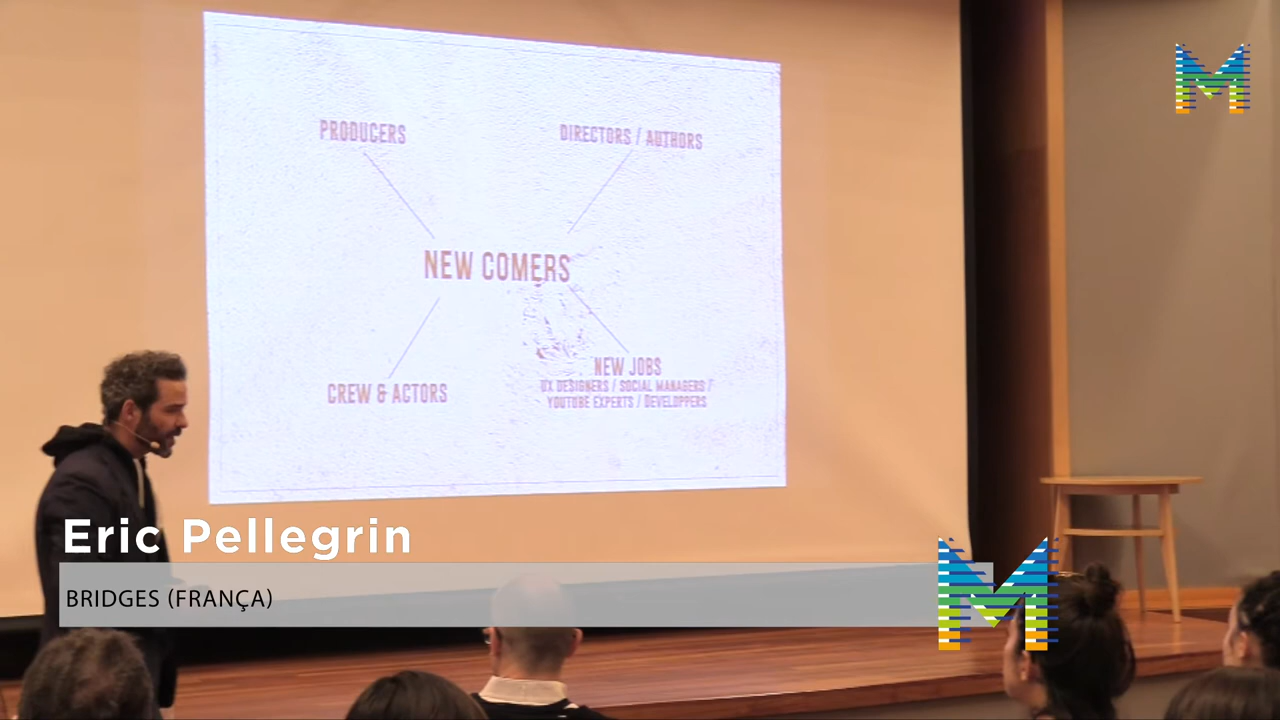 PRODUCERS
DIRECTORS / AUTHORS
NEW COMERS
CREW & ACTORS
NEW JOBS
UX DESIGNERS / SOCIAL MANAGERS /
YOUTUBE EXPERTS / DEVELOPPERS
Eric Pellegrin
BRIDGES (FRANÇA)
M
M